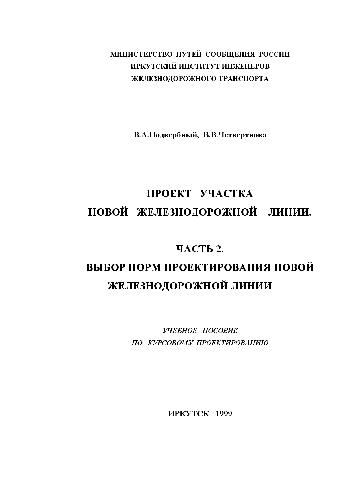 МИНИСТЕРСТВО ПУТЕЙ СООБЩЕНИЯ РОССИИ
ИРКУТСКИЙ ИНСТИТУТ ИНЖЕНЕРОВ
ЖЕЛЕЗНОДОРОЖНОГО ТРАНСПОРТА
В.А.Подвербный, В.В.Четвертнова
ПРОЕКТ УЧАСТКА
НОВОЙ ЖЕЛЕЗНОДОРОЖНОЙ ЛИНИИ.
ЧАСТЬ 2.
ВЫБОР НОРМ ПРОЕКТИРОВАНИЯ НОВОЙ
ЖЕЛЕЗНОДОРОЖНОЙ ЛИНИИ
УЧЕБНОЕ ПОСОБИЕ
ПО КУРСОВОМУ ПРОЕКТИРОВАНИЮ
ИРКУТСК 1999